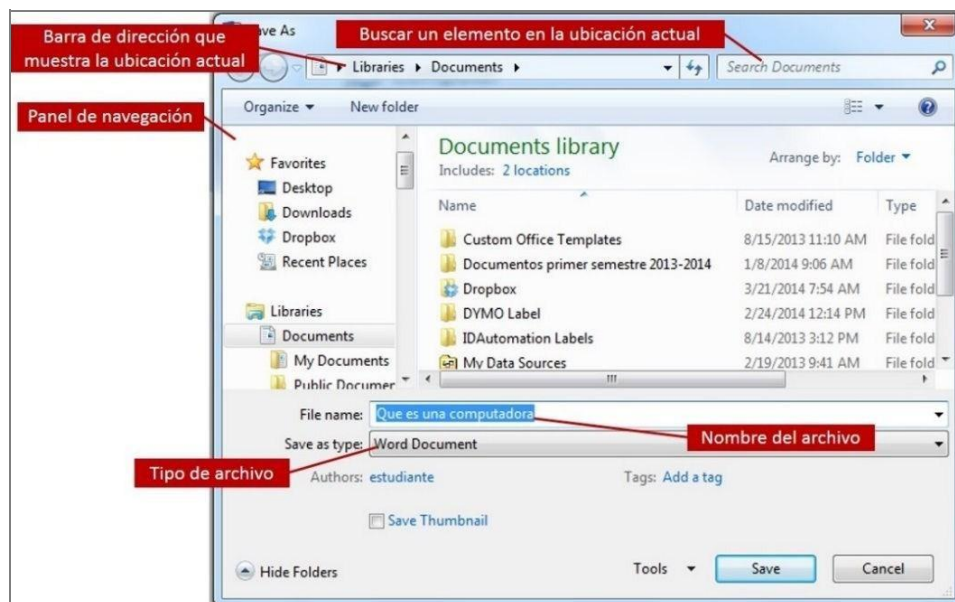 Save As
Barra de dirección que
muestra la ubicación actual
Buscar un elemento en la ubicación actual
Libraries Documents
Search Documents
Panel de navegación
Organize New folder
Favorites
Desktop
Downloads
Dropbox
Recent Places
Libraries
Documents
My Documents
Public Documer
Documents library
Includes: 2 locations
Arrange by: Folder
Name Date modified Type
Custom Office Templates 8/15/2013 11:10 AM File fold
Documentos primer semestre 2013-2014 1/8/2014 9:06 AM File fold
Dropbox 3/21/2014 7:54 AM File fold
DYMO Label 2/24/2014 12:14 PM File fold
IDAutomation Labels 8/14/2013 3:12 PM File fold
My Data Sources 2/19/2013 9:41 AM File fold
File name: Que es una computadora
Nombre del archivo
Save as type: Word Document
Tipo de archivo
Authors: estudiante Tags: Add a tag
Save Thumbnail
Hide Folders Tools Save Cancel